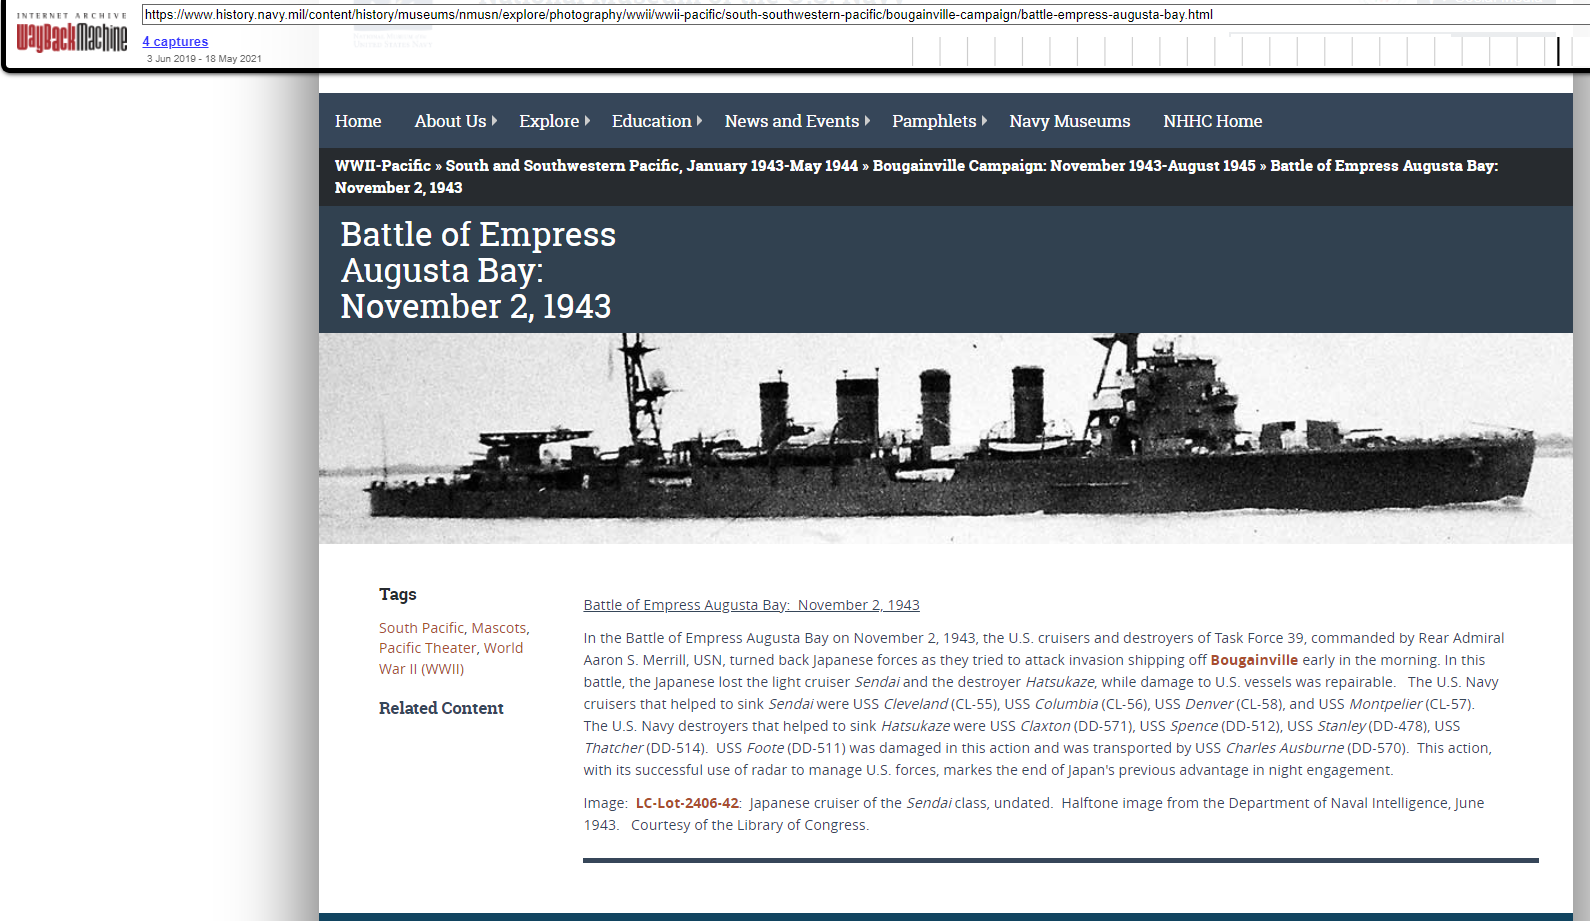 https://www.history.navy.mil/content/history/museums/nmusn/explore/photography/wwii/wwii-pacific/south-southwestern-pacific/bougainville-campaign/battle-empress-augusta-bay.html
INTERNET ARCHIVE
WayBackMachine
4 captures
3 Jun 2019 - 18 May 2021
Home About Us Explore Education News and Events Pamphlets Navy Museums NHHC Home
WWII-Pacific » South and Southwestern Pacific, January 1943-May 1944 » Bougainville Campaign: November 1943-August 1945 » Battle of Empress Augusta Bay:
November 2, 1943
Battle of Empress
Augusta Bay:
November 2, 1943
Tags
South Pacific, Mascots,
Pacific Theater, World
War II (WWII)
Related Content
Battle of Empress Augusta Bay:  November 2, 1943
In the Battle of Empress Augusta Bay on November 2, 1943, the U.S. cruisers and destroyers of Task Force 39, commanded by Rear Admiral
Aaron S. Merrill, USN, turned back Japanese forces as they tried to attack invasion shipping off Bougainville early in the morning. In this
battle, the Japanese lost the light cruiser Sendai and the destroyer Hatsukaze, while damage to U.S. vessels was repairable.   The U.S. Navy
cruisers that helped to sink Sendai were USS Cleveland (CL-55), USS Columbia (CL-56), USS Denver (CL-58), and USS Montpelier (CL-57).
The U.S. Navy destroyers that helped to sink Hatsukaze were USS Claxton (DD-571), USS Spence (DD-512), USS Stanley (DD-478), USS
Thatcher (DD-514).  USS Foote (DD-511) was damaged in this action and was transported by USS Charles Ausburne (DD-570).  This action,
with its successful use of radar to manage U.S. forces, markes the end of Japan's previous advantage in night engagement.
Image:  LC-Lot-2406-42:  Japanese cruiser of the Sendai class, undated.  Halftone image from the Department of Naval Intelligence, June
1943.   Courtesy of the Library of Congress.